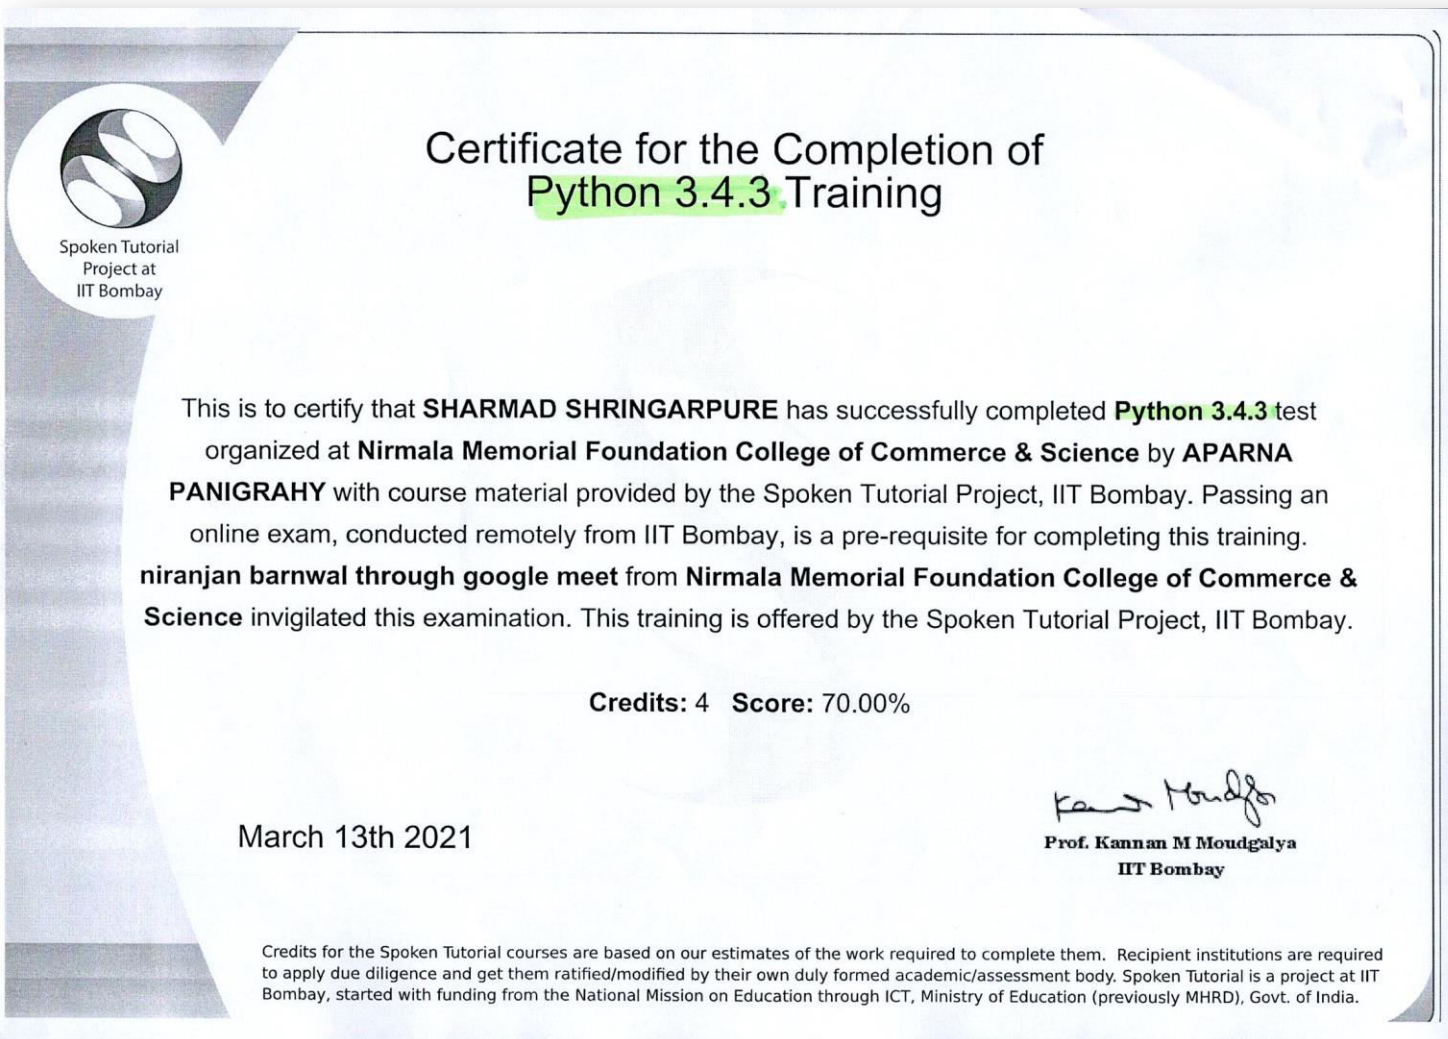 Spoken Tutorial
Project at
IIT Bombay
Certificate for the Completion of
Python 3.4.3 Training
This is to certify that SHARMAD SHRINGARPURE has successfully completed Python 3.4.3 test
organized at Nirmala Memorial Foundation College of Commerce & Science by APARNA
PANIGRAHY with course material provided by the Spoken Tutorial Project, IIT Bombay. Passing an
online exam, conducted remotely from IIT Bombay, is a pre-requisite for completing this training.
niranjan barnwal through google meet from Nirmala Memorial Foundation College of Commerce &
Science invigilated this examination. This training is offered by the Spoken Tutorial Project, IIT Bombay.
Credits: 4 Score: 70.00%
March 13th 2021
Prof. Kannan M Moudgalya
IIT Bombay
Credits for the Spoken Tutorial courses are based on our estimates of the work required to complete them. Recipient institutions are required
to apply due diligence and get them ratified/modified by their own duly formed academic/assessment body. Spoken Tutorial is a project at IIT
Bombay, started with funding from the National Mission on Education through ICT, Ministry of Education (previously MHRD), Govt. of India.